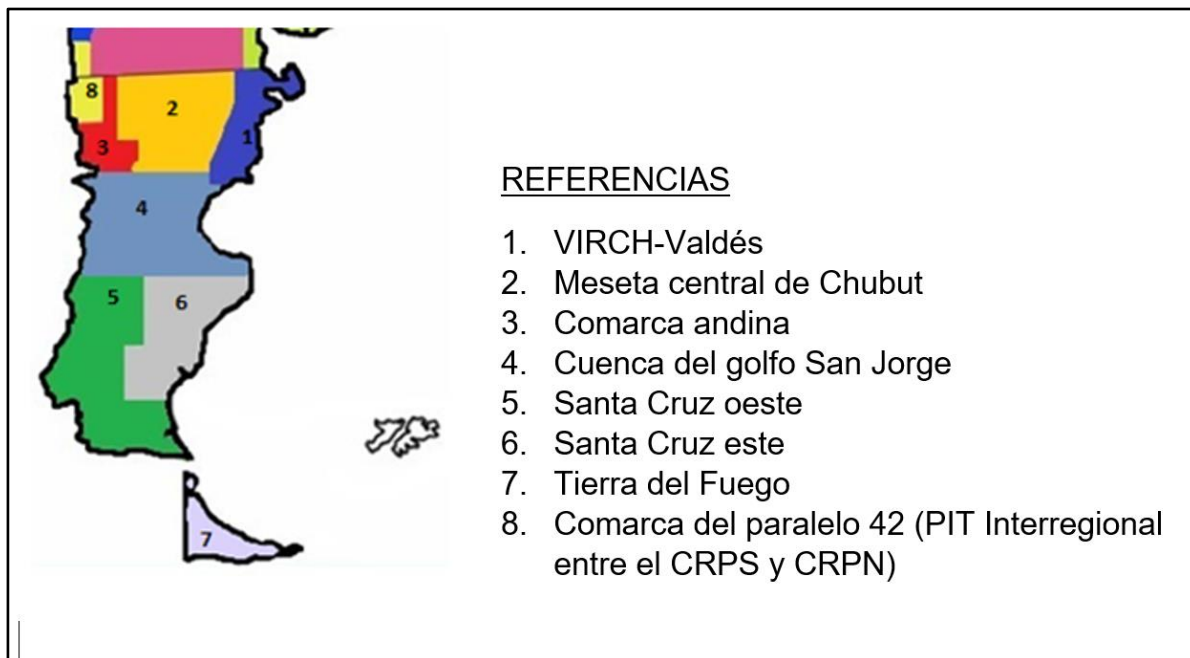 8
2
1
3
4
5
6
7
REFERENCIAS
1. VIRCH-Valdés
2. Meseta central de Chubut
3. Comarca andina
4. Cuenca del golfo San Jorge
5. Santa Cruz oeste
6. Santa Cruz este
7. Tierra del Fuego
8. Comarca del paralelo 42 (PIT Interregional
entre el CRPS y CRPN)